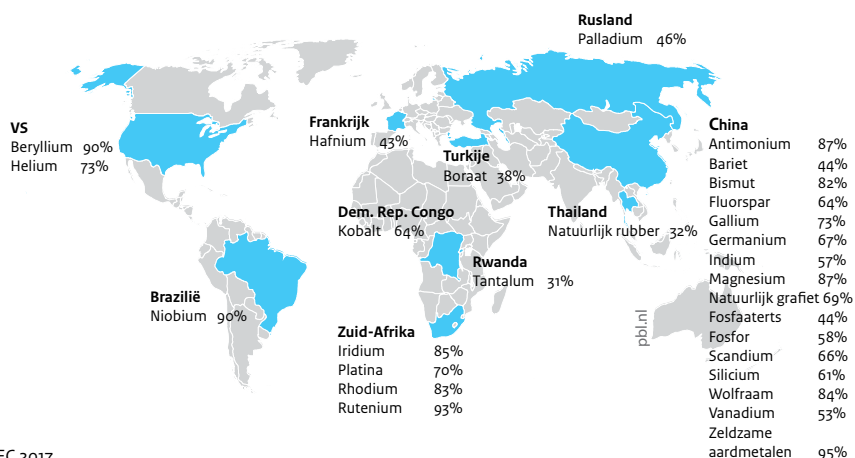 Rusland
Palladium 46%
VS
Beryllium 90%
Helium 73%
Frankrijk
Hafnium 43%
Turkije
Boraat 38%
Dem. Rep. Congo
Kobalt 64%
Rwanda
Tantalum 31%
Thailand
Natuurlijk rubber 32%
Brazilië
Niobium 90%
Zuid-Afrika
Iridium 85%
Platina 70%
Rhodium 83%
Rutenium 93%
China
Antimonium 87%
Bariet 44%
Bismut 82%
Fluorspar 64%
Gallium 73%
Germanium 67%
Indium 57%
Magnesium 87%
Natuurlijk grafiet 69%
Fosfaaterts 44%
Fosfor 58%
Scandium 66%
Silicium 61%
Wolfraam 84%
Vanadium 53%
Zeldzame
aardmetalen 95%
pbl.nl
EC 2017